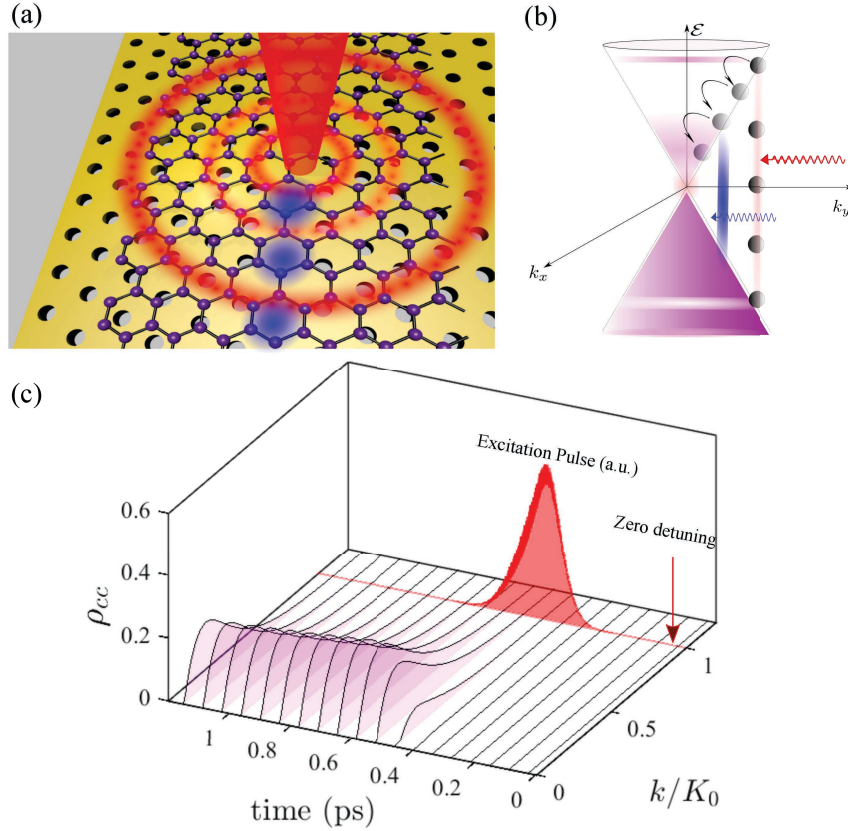 (a)
(b)
ℰ
k_y
k_x
(c)
Excitation Pulse (a.u.)
Zero detuning
0.6
0.4
0.2
0
ρ_cc
1
0.8
0.6
0.4
0.2
0
time (ps)
0
0.5
1
k/K_0